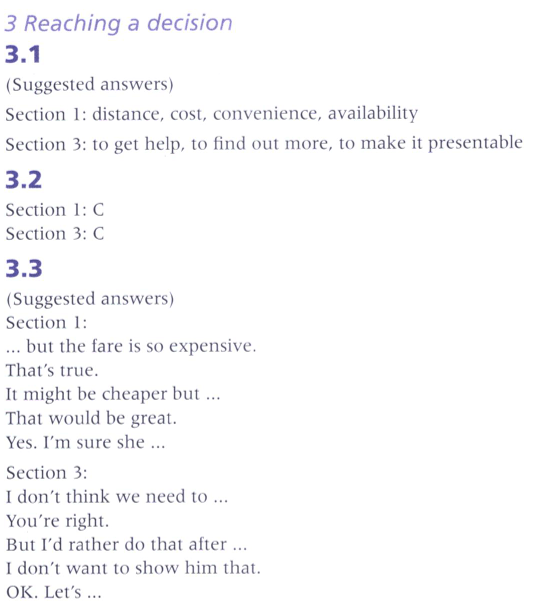 3 Reaching a decision
3.1
(Suggested answers)
Section 1: distance, cost, convenience, availability
Section 3: to get help, to find out more, to make it presentable
3.2
Section 1: C
Section 3: C
3.3
(Suggested answers)
Section 1:
... but the fare is so expensive.
That's true.
It might be cheaper but ...
That would be great.
Yes. I'm sure she ...
Section 3:
I don't think we need to ...
You're right.
But I'd rather do that after ...
I don't want to show him that.
OK. Let's ...